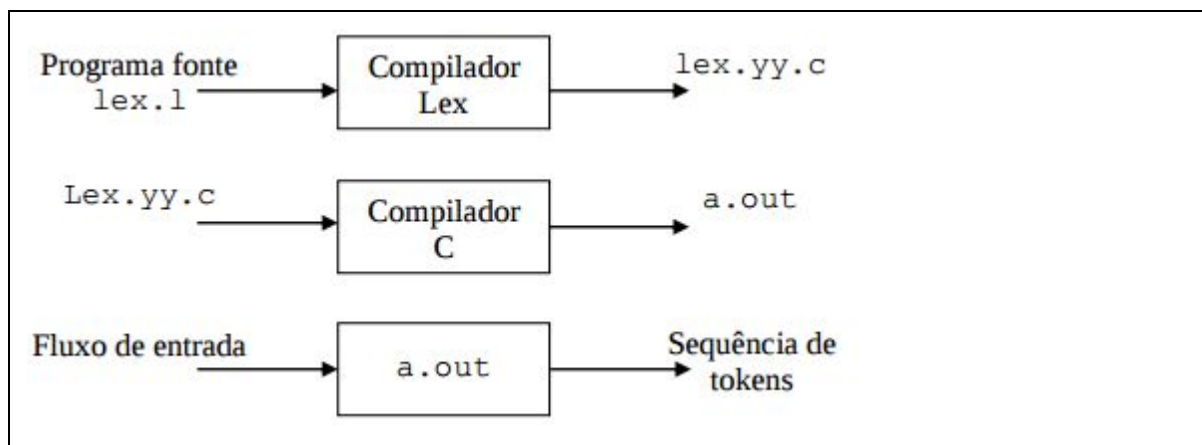 Programa fonte
lex.l
Compilador
Lex
lex.yy.c
Lex.yy.c
Compilador
C
a.out
Fluxo de entrada
a.out
Sequência de
tokens